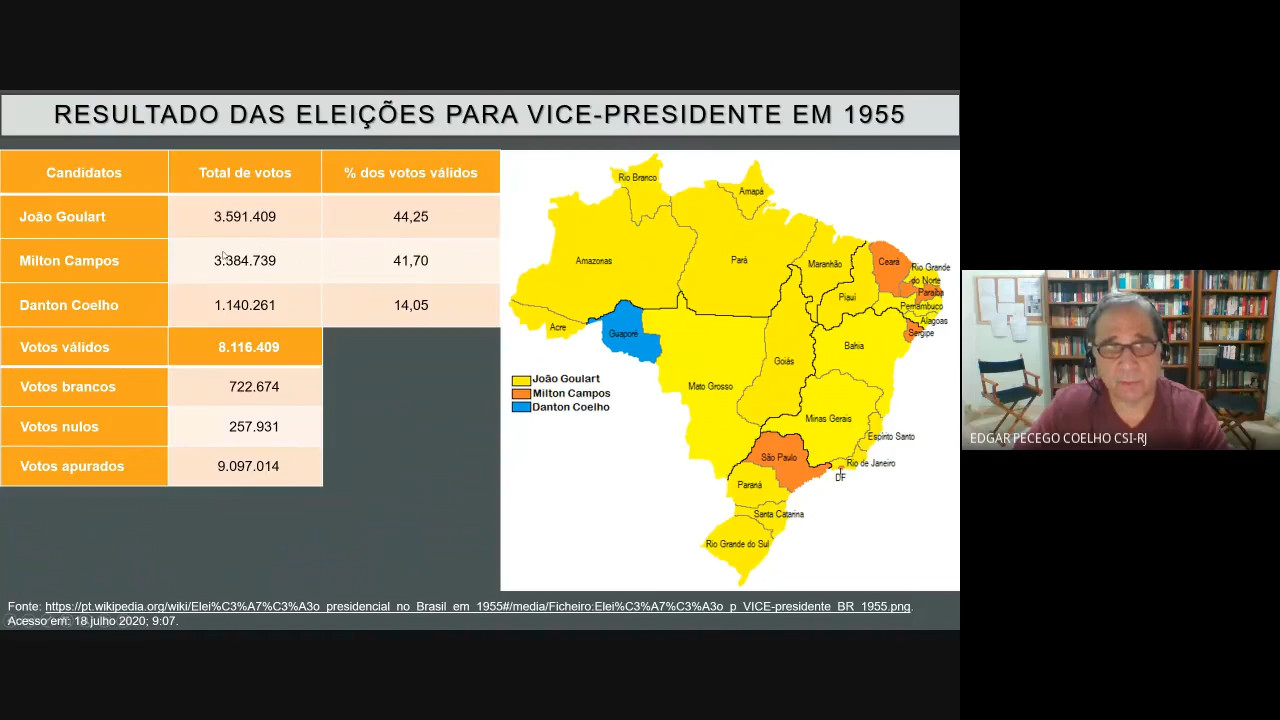 RESULTADO DAS ELEIÇÕES PARA VICE-PRESIDENTE EM 1955
Candidatos Total de votos % dos votos válidos
João Goulart 3.591.409 44,25
Milton Campos 3.384.739 41,70
Danton Coelho 1.140.261 14,05
Votos válidos 8.116.409
Votos brancos 722.674
Votos nulos 257.931
Votos apurados 9.097.014
Rio Branco
Amapá
Amazonas
Pará
Maranhão
Ceará
Rio Grande
do Norte
Paraíba
Piauí
Pernambuco
Alagoas
Sergipe
Acre
Guaporé
Bahia
Goiás
Mato Grosso
Minas Gerais
Espírito Santo
São Paulo
Rio de Janeiro
DF
Paraná
Santa Catarina
Rio Grande do Sul
João Goulart
Milton Campos
Danton Coelho
Fonte: https://pt.wikipedia.org/wiki/Elei%C3%A7%C3%A3o_presidencial_no_Brasil_em_1955#/media/Ficheiro:Elei%C3%A7%C3%A3o_p_VICE-presidente_BR_1955.png.
Acesso em: 18 julho 2020; 9:07.
EDGAR PECEGO COELHO CSI-RJ